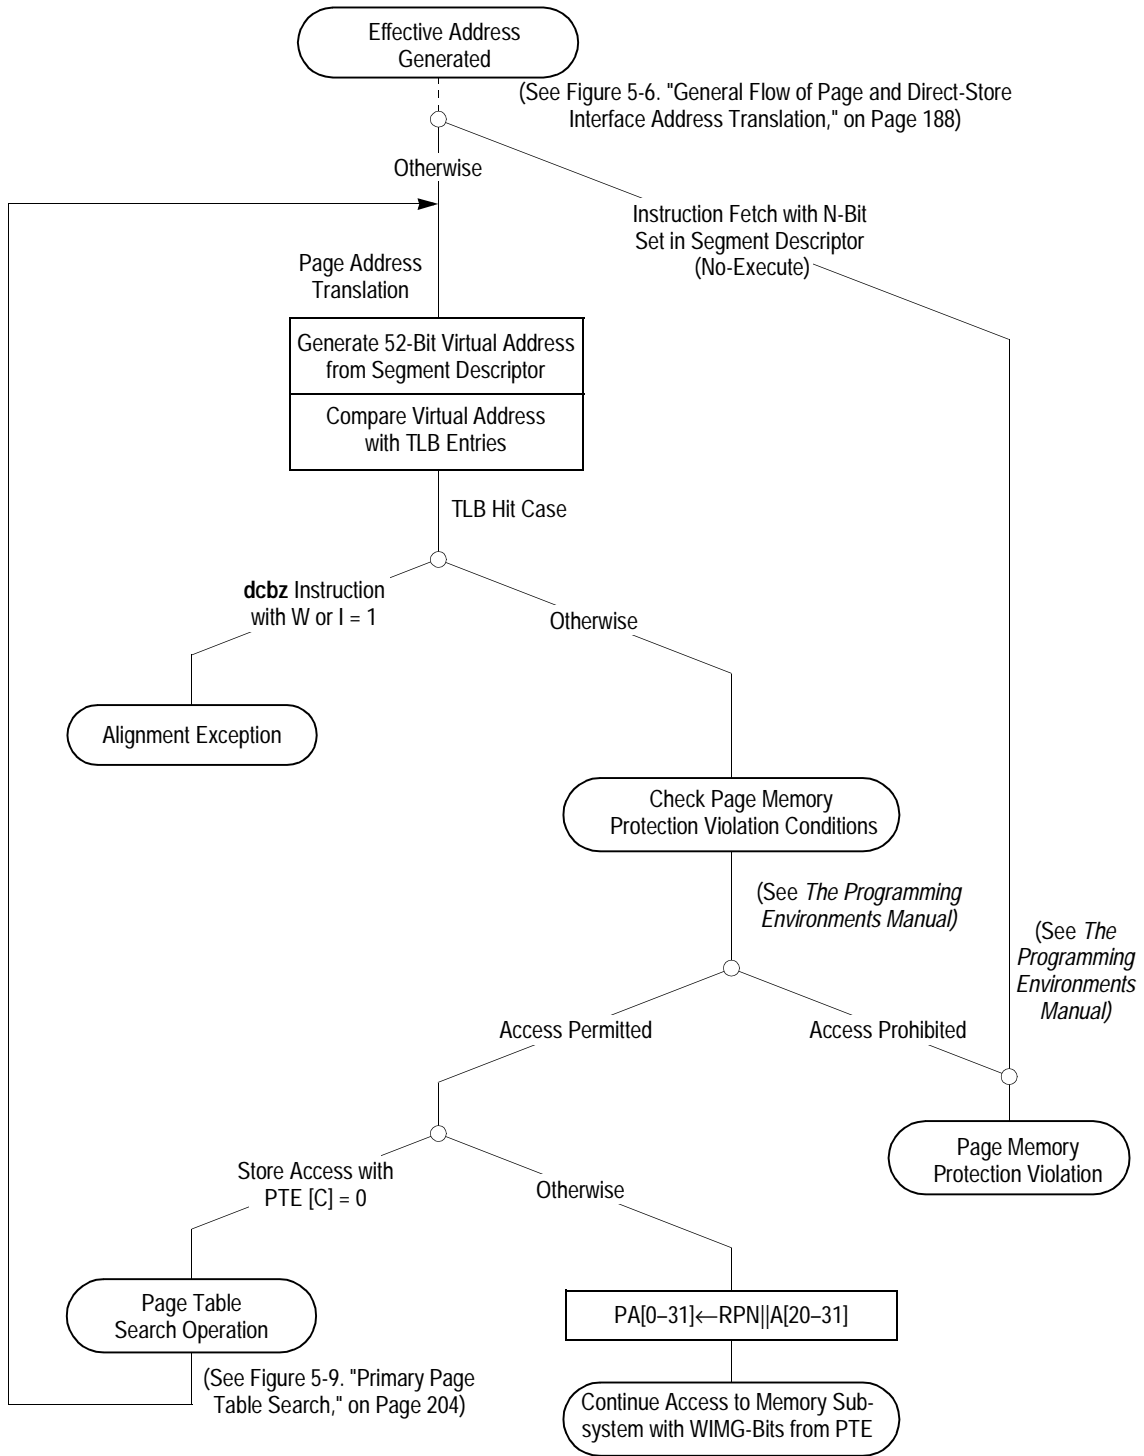 Effective Address
Generated
(See Figure 5-6. "General Flow of Page and Direct-Store
Interface Address Translation," on Page 188)
Otherwise
Instruction Fetch with N-Bit
Set in Segment Descriptor
(No-Execute)
Page Address
Translation
Generate 52-Bit Virtual Address
from Segment Descriptor
Compare Virtual Address
with TLB Entries
TLB Hit Case
dcbz Instruction
with W or I = 1
Otherwise
Alignment Exception
Check Page Memory
Protection Violation Conditions
(See The Programming
Environments Manual)
(See The
Programming
Environments
Manual)
Access Permitted
Access Prohibited
Page Memory
Protection Violation
Store Access with
PTE [C] = 0
Otherwise
Page Table
Search Operation
PA[0–31]←RPN||A[20–31]
(See Figure 5-9. "Primary Page
Table Search," on Page 204)
Continue Access to Memory Sub-
system with WIMG-Bits from PTE